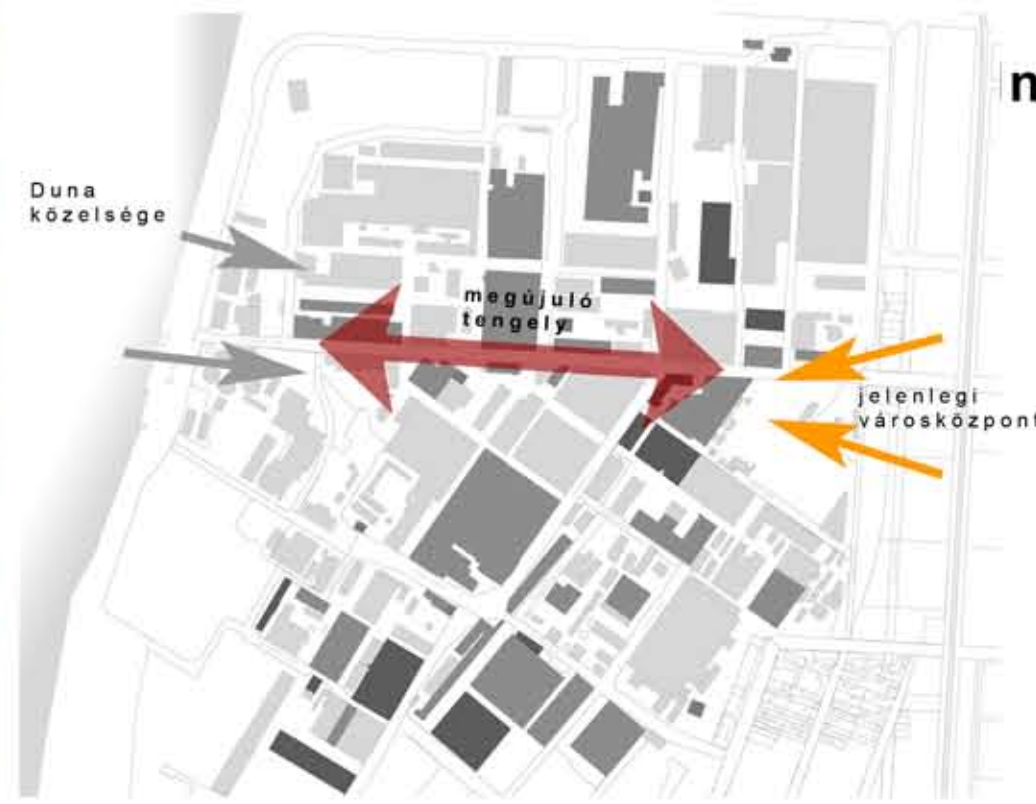 Duna
közelsége
megújuló
tengely
jelenlegi
városközpont